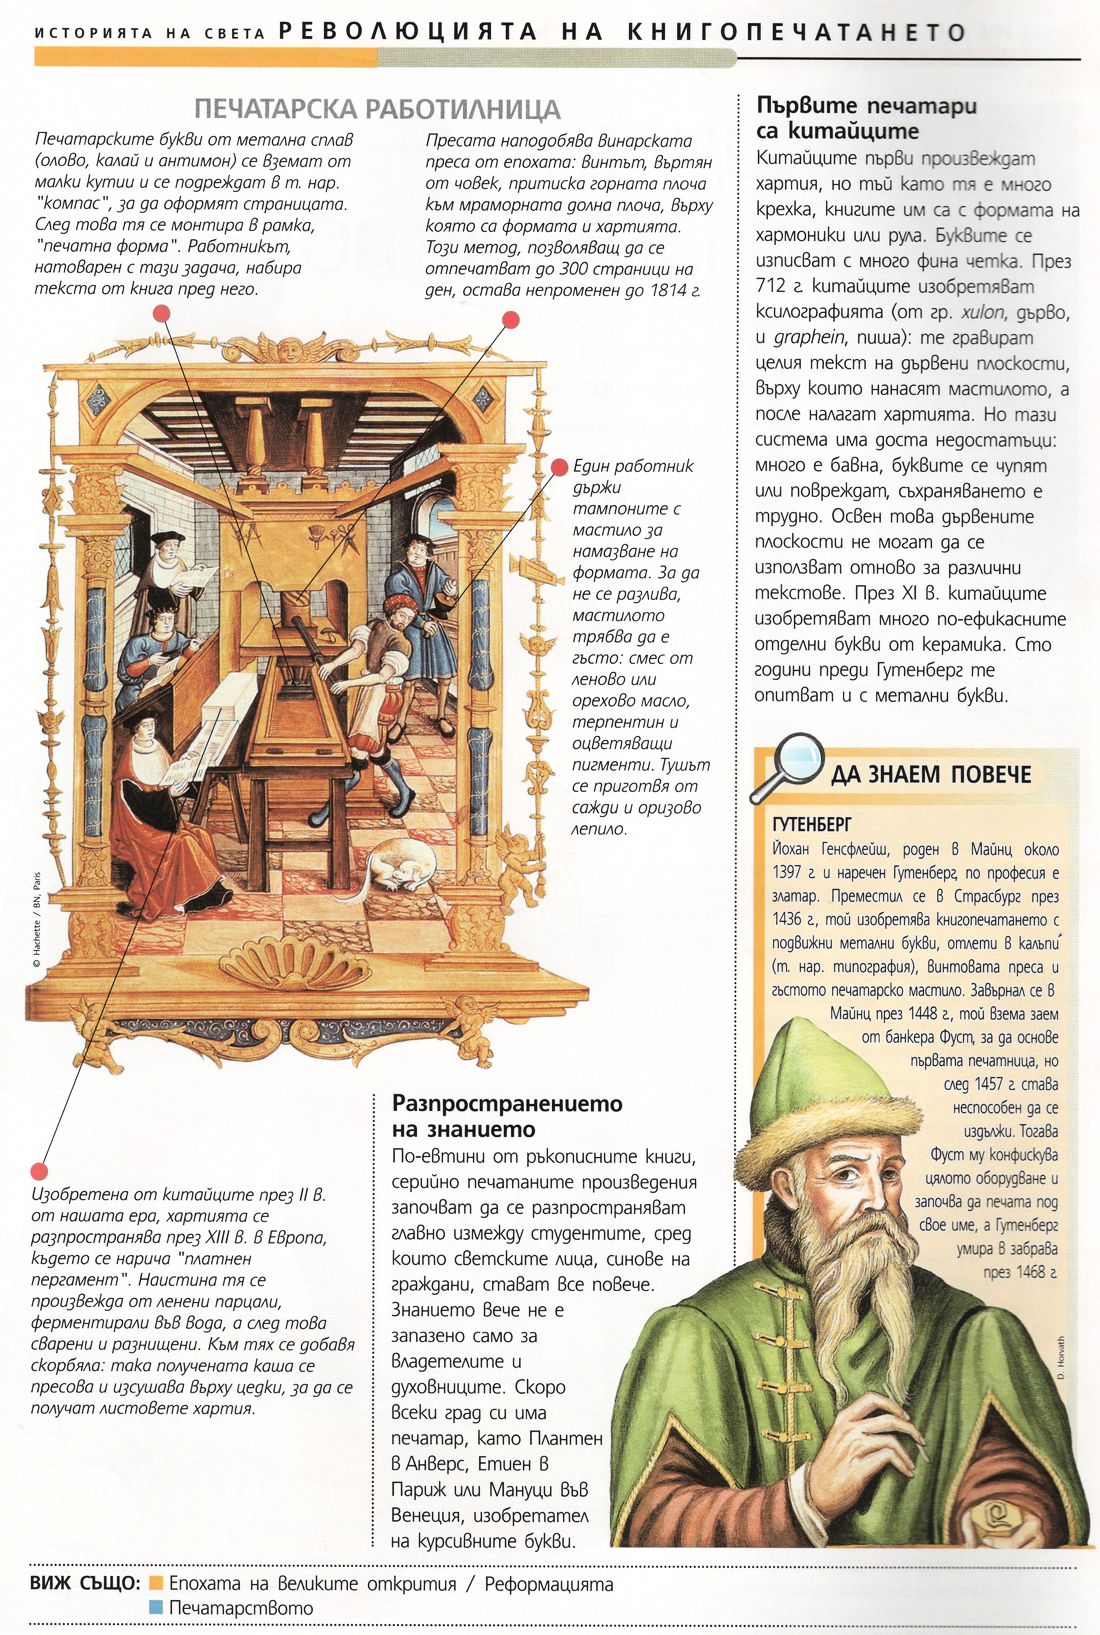 ИСТОРИЯТА НА СВЕТА РЕВОЛЮЦИЯТА НА КНИГОПЕЧАТАНЕТО
ПЕЧАТАРСКА РАБОТИЛНИЦА
Печатарските букви от метална сплав
(олово, калай и антимон) се вземат от
малки кутии и се подреждат в т. нар.
"компас", за да оформят страницата.
След това тя се монтира в рамка,
"печатна форма". Работникът,
натоварен с тази задача, набира
текста от книга пред него.
Пресата наподобява винарската
преса от епохата: винтът, въртян
от човек, притиска горната плоча
към мраморната долна плоча, върху
която са формата и хартията.
Този метод, позволяващ да се
отпечатват до 300 страници на
ден, остава непроменен до 1814 г.
Един работник
държи
тампоните с
мастило за
намазване на
формата. За да
не се разлива,
мастилото
трябва да е
гъсто: смес от
леново или
орехово масло,
терпентин и
оцветяващи
пигменти. Тушът
се приготвя от
сажди и оризово
лепило.
© Hachette / BN, Paris
Изобретена от китайците през II в.
от нашата ера, хартията се
разпространява през XIII в. в Европа,
където се нарича "платнен
пергамент". Наистина тя се
произвежда от ленени парцали,
ферментирали във вода, а след това
сварени и разнищени. Към тях се добавя
скорбяла: така получената каша се
пресова и изсушава върху цедки, за да се
получат листовете хартия.
Разпространението
на знанието
По-евтини от ръкописните книги,
серийно печатаните произведения
започват да се разпространяват
главно измежду студентите, сред
които светските лица, синове на
граждани, стават все повече.
Знанието вече не е
запазено само за
владетелите и
духовниците. Скоро
всеки град си има
печатар, като Плантен
в Анверс, Етиен в
Париж или Мануци във
Венеция, изобретател
на курсивните букви.
Първите печатари
са китайците
Китайците първи произвеждат
хартия, но тъй като тя е много
крехка, книгите им са с формата на
хармоники или рула. Буквите се
изписват с много фина четка. През
712 г. китайците изобретяват
ксилографията (от гр. xulon, дърво,
и graphein, пиша): те гравират
целия текст на дървени плоскости,
върху които нанасят мастилото, а
после налагат хартията. Но тази
система има доста недостатъци:
много е бавна, буквите се чупят
или повреждат, съхраняването е
трудно. Освен това дървените
плоскости не могат да се
използват отново за различни
текстове. През XI в. китайците
изобретяват много по-ефикасните
отделни букви от керамика. Сто
години преди Гутенберг те
опитват и с метални букви.
ДА ЗНАЕМ ПОВЕЧЕ
ГУТЕНБЕРГ
Йохан Генсфлейш, роден в Майнц около
1397 г. и наречен Гутенберг, по професия е
златар. Преместил се в Страсбург през
1436 г., той изобретява книгопечатането с
подвижни метални букви, отлети в калъпи
(т. нар. типография), винтовата преса и
гъстото печатарско мастило. Завърнал се в
Майнц през 1448 г., той взема заем
от банкера Фуст, за да основе
първата печатница, но
след 1457 г. става
неспособен да се
издължи. Тогава
Фуст му конфискува
цялото оборудване и
започва да печата под
свое име, а Гутенберг
умира в забрава
през 1468 г.
D. Horvath
ВИЖ СЪЩО: Епохата на великите открития / Реформацията
Печатарството